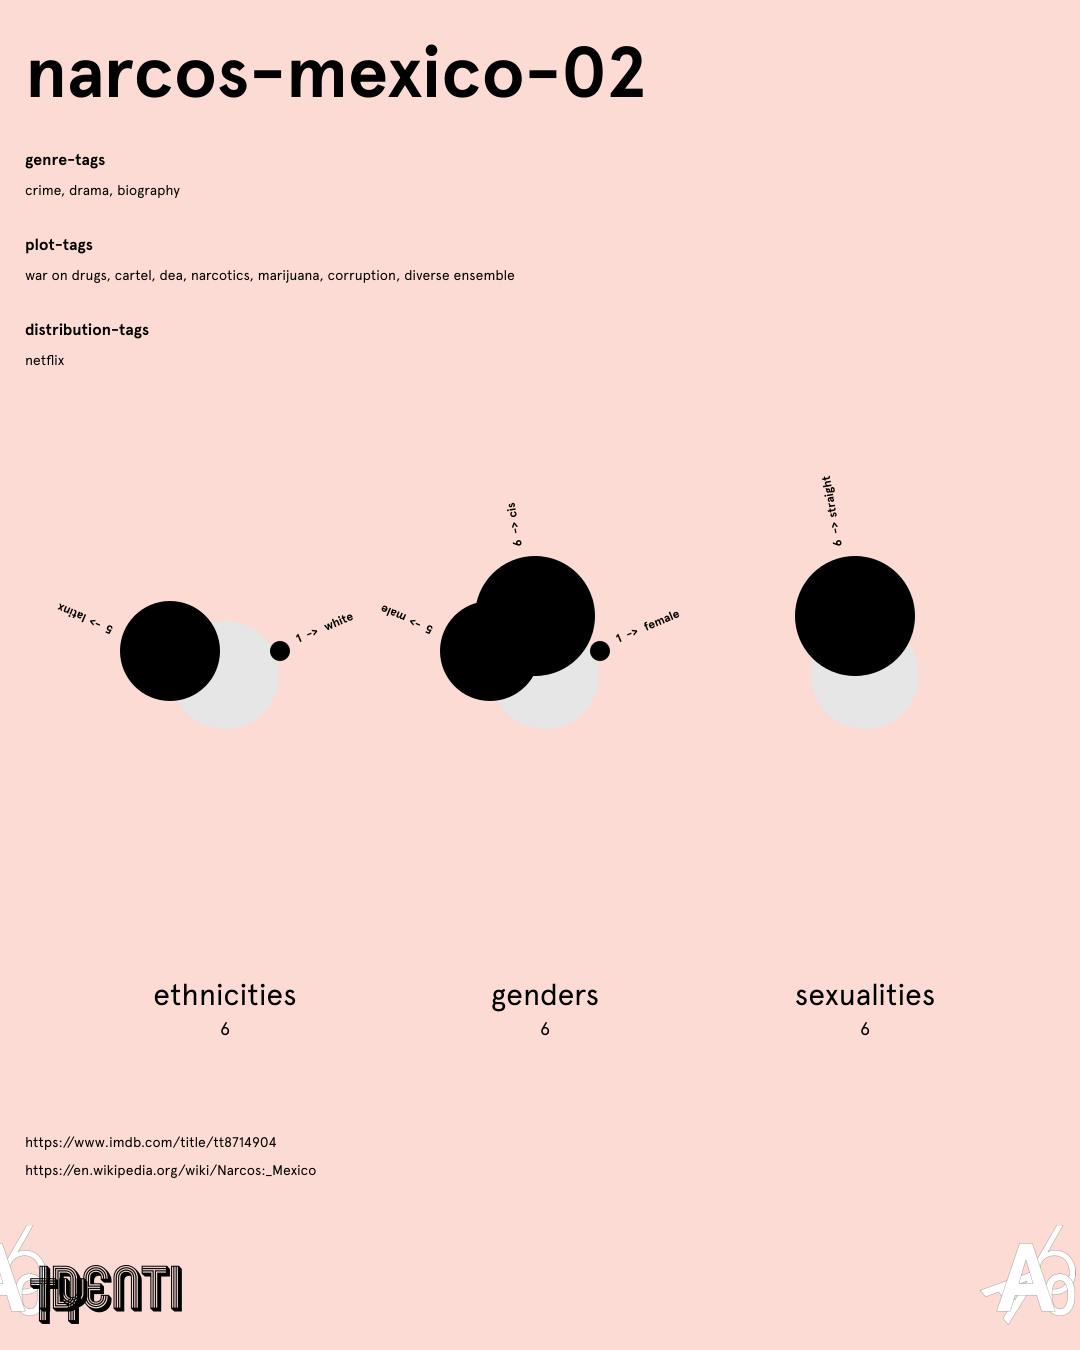 narcos-mexico-02
genre-tags
crime, drama, biography
plot-tags
war on drugs, cartel, dea, narcotics, marijuana, corruption, diverse ensemble
distribution-tags
netflix
5 -> latinx
1 -> white
6 -> cis
5 -> male
1 -> female
6 -> straight
ethnicities
6
genders
6
sexualities
6
https://www.imdb.com/title/tt8714904
https://en.wikipedia.org/wiki/Narcos:_Mexico
IDENTI
TY